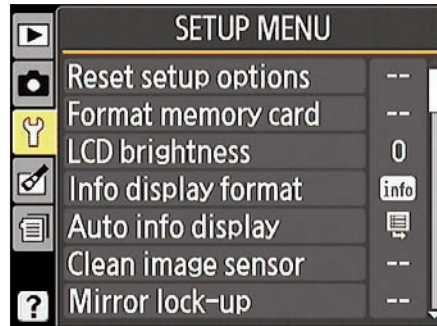 SETUP MENU
Reset setup options --
Format memory card --
LCD brightness 0
Info display format info
Auto info display
Clean image sensor --
Mirror lock-up --
?